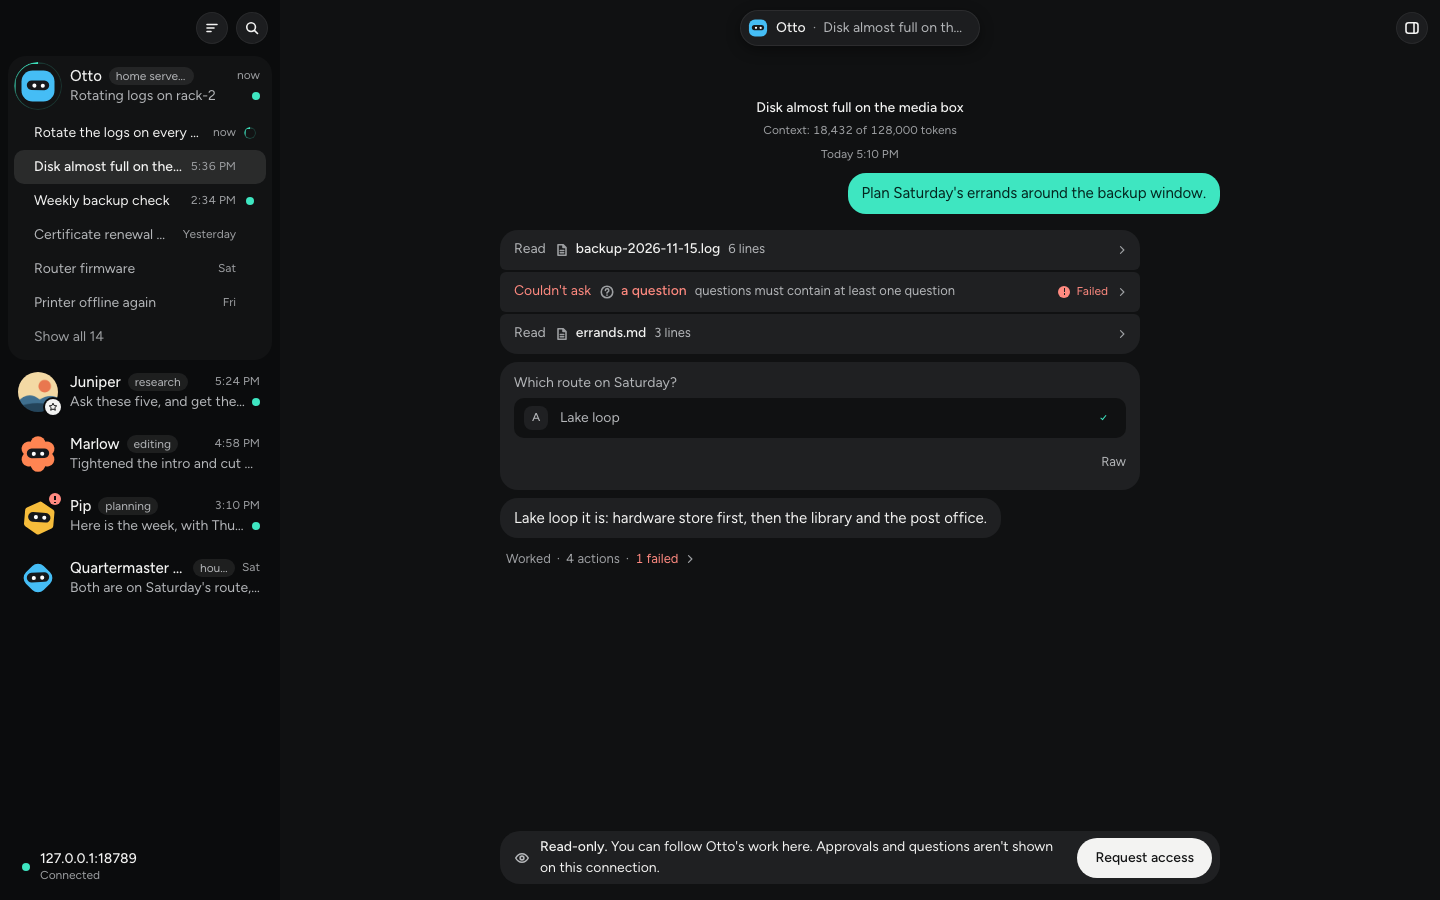 Otto home serve... now
Rotating logs on rack-2
Rotate the logs on every ... now
Disk almost full on the... 5:36 PM
Weekly backup check 2:34 PM
Certificate renewal ... Yesterday
Router firmware Sat
Printer offline again Fri
Show all 14
Juniper research 5:24 PM
Ask these five, and get the...
Marlow editing 4:58 PM
Tightened the intro and cut ...
Pip planning 3:10 PM
Here is the week, with Thu...
Quartermaster ... hou... Sat
Both are on Saturday's route,...
127.0.0.1:18789
Connected
Otto · Disk almost full on th...
Disk almost full on the media box
Context: 18,432 of 128,000 tokens
Today 5:10 PM
Plan Saturday's errands around the backup window.
Read backup-2026-11-15.log 6 lines
Couldn't ask a question questions must contain at least one question Failed
Read errands.md 3 lines
Which route on Saturday?
A Lake loop
Raw
Lake loop it is: hardware store first, then the library and the post office.
Worked · 4 actions · 1 failed
Read-only. You can follow Otto's work here. Approvals and questions aren't shown
on this connection.
Request access